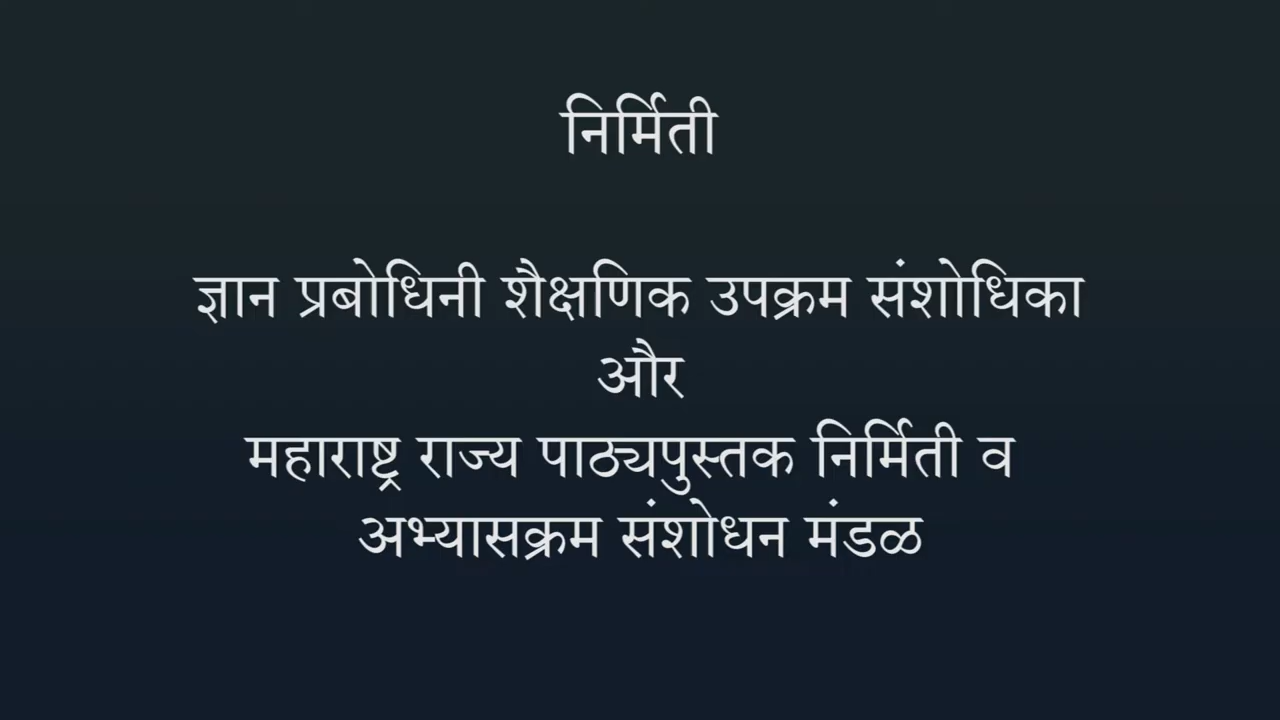 निर्मिती
ज्ञान प्रबोधिनी शैक्षणिक उपक्रम संशोधिका
और
महाराष्ट्र राज्य पाठ्यपुस्तक निर्मिती व
अभ्यासक्रम संशोधन मंडळ